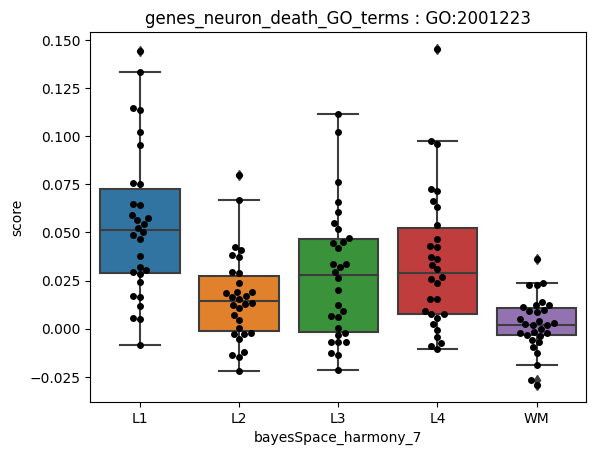 genes_neuron_death_GO_terms : GO:2001223
score
0.150
0.125
0.100
0.075
0.050
0.025
0.000
−0.025
L1 L2 L3 L4 WM
bayesSpace_harmony_7